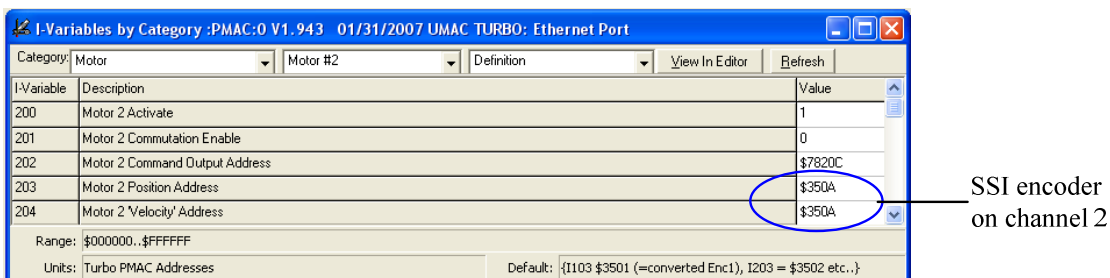 I-Variables by Category :PMAC:0 V1.943 01/31/2007 UMAC TURBO: Ethernet Port
Category: Motor Motor #2 Definition View In Editor Refresh
I-Variable Description Value
200 Motor 2 Activate 1
201 Motor 2 Commutation Enable 0
202 Motor 2 Command Output Address $7820C
203 Motor 2 Position Address $350A
204 Motor 2 'Velocity' Address $350A
SSI encoder
on channel 2
Range: $000000..$FFFFFF
Units: Turbo PMAC Addresses Default: {I103 $3501 (=converted Enc1), I203 = $3502 etc..}